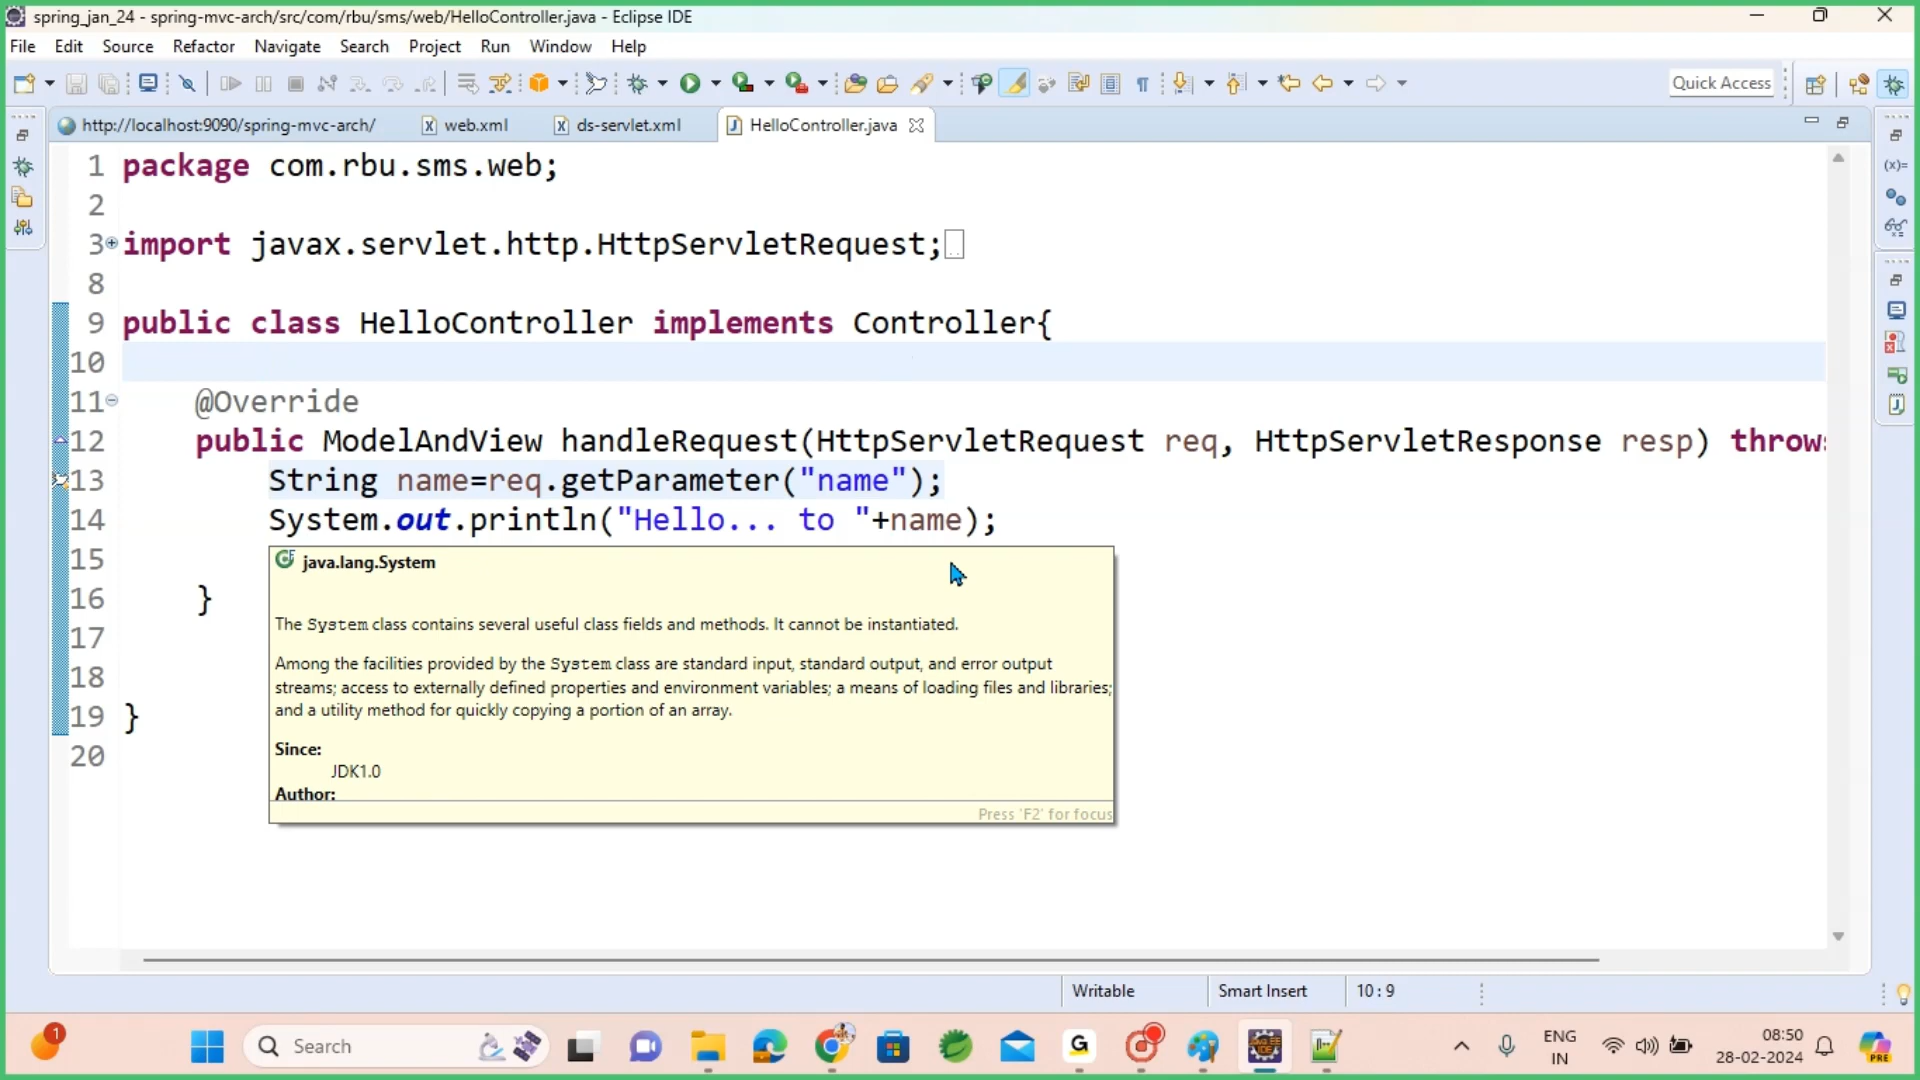 spring_jan_24 - spring-mvc-arch/src/com/rbu/sms/web/HelloController.java - Eclipse IDE
File Edit Source Refactor Navigate Search Project Run Window Help
Quick Access
http://localhost:9090/spring-mvc-arch/ web.xml ds-servlet.xml HelloController.java
1 package com.rbu.sms.web;
2
3 import javax.servlet.http.HttpServletRequest;
8
9 public class HelloController implements Controller{
10
11 @Override
12 public ModelAndView handleRequest(HttpServletRequest req, HttpServletResponse resp) throws
13 String name=req.getParameter("name");
14 System.out.println("Hello... to "+name);
15
16 }
17
18
19 }
20
java.lang.System
The System class contains several useful class fields and methods. It cannot be instantiated.
Among the facilities provided by the System class are standard input, standard output, and error output
streams; access to externally defined properties and environment variables; a means of loading files and libraries;
and a utility method for quickly copying a portion of an array.
Since:
JDK1.0
Author:
Press 'F2' for focus
Writable Smart Insert 10 : 9
1
Search
ENG
IN
08:50
28-02-2024
PRE